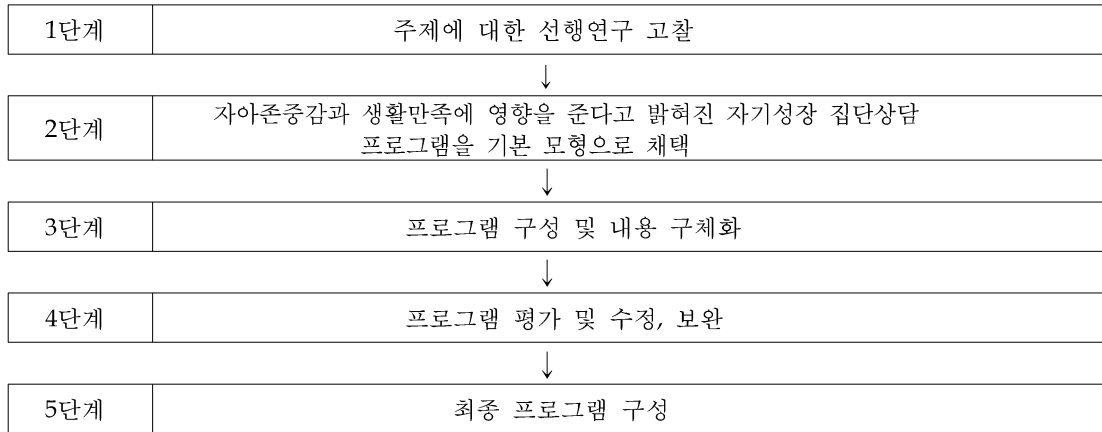 1단계 주제에 대한 선행연구 고찰
↓
2단계 자아존중감과 생활만족에 영향을 준다고 밝혀진 자기성장 집단상담
프로그램을 기본 모형으로 채택
↓
3단계 프로그램 구성 및 내용 구체화
↓
4단계 프로그램 평가 및 수정, 보완
↓
5단계 최종 프로그램 구성